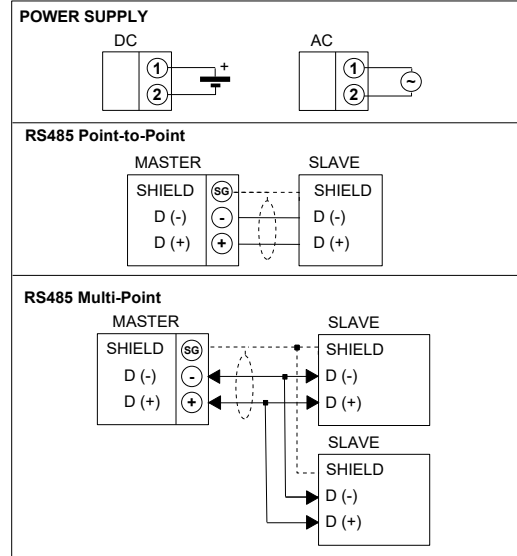 POWER SUPPLY
DC
AC
1
+
2
1
~
2
RS485 Point-to-Point
MASTER
SLAVE
SHIELD SG SHIELD
D (-) - D (-)
D (+) + D (+)
RS485 Multi-Point
MASTER
SLAVE
SHIELD SG SHIELD
D (-) - D (-)
D (+) + D (+)
SLAVE
SHIELD
D (-)
D (+)